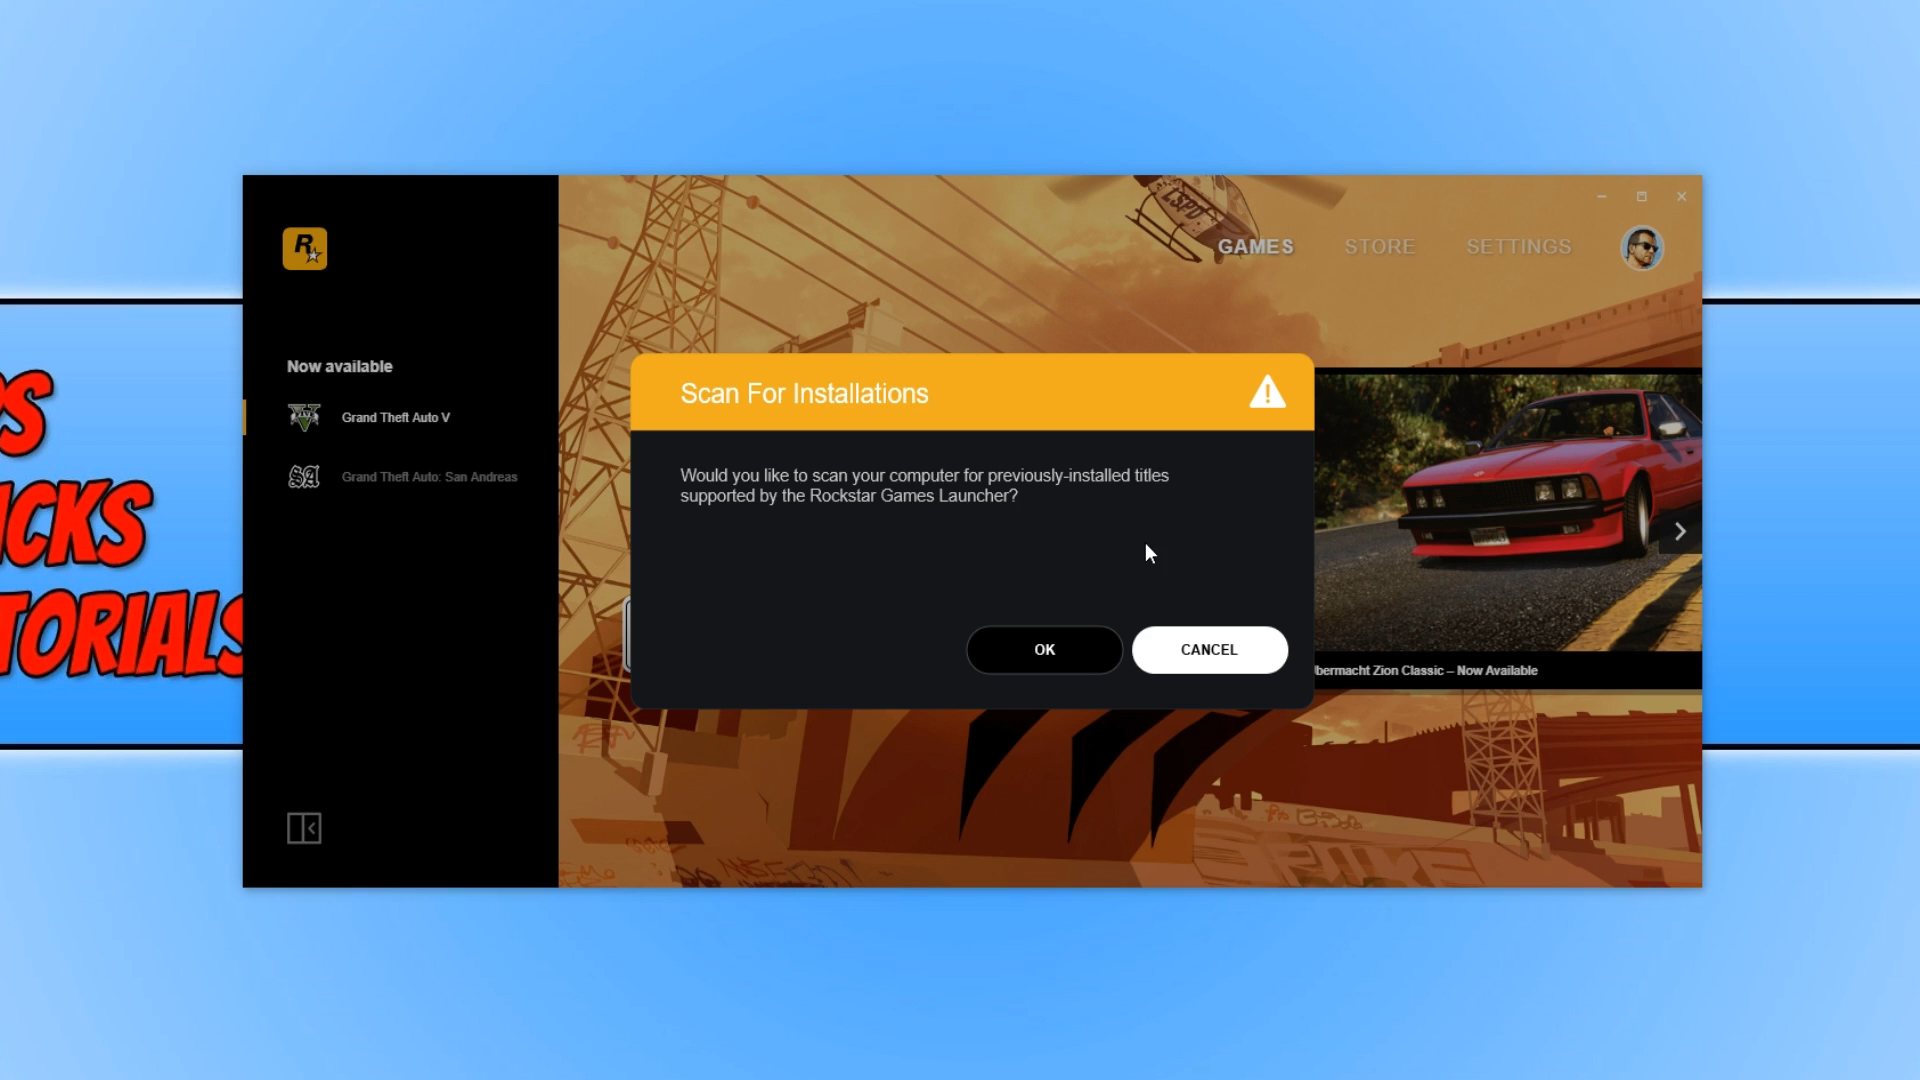 LSPD
GAMES
STORE
SETTINGS
R
Now available
Grand Theft Auto V
Grand Theft Auto: San Andreas
Scan For Installations
Would you like to scan your computer for previously-installed titles
supported by the Rockstar Games Launcher?
OK
CANCEL
bermacht Zion Classic – Now Available